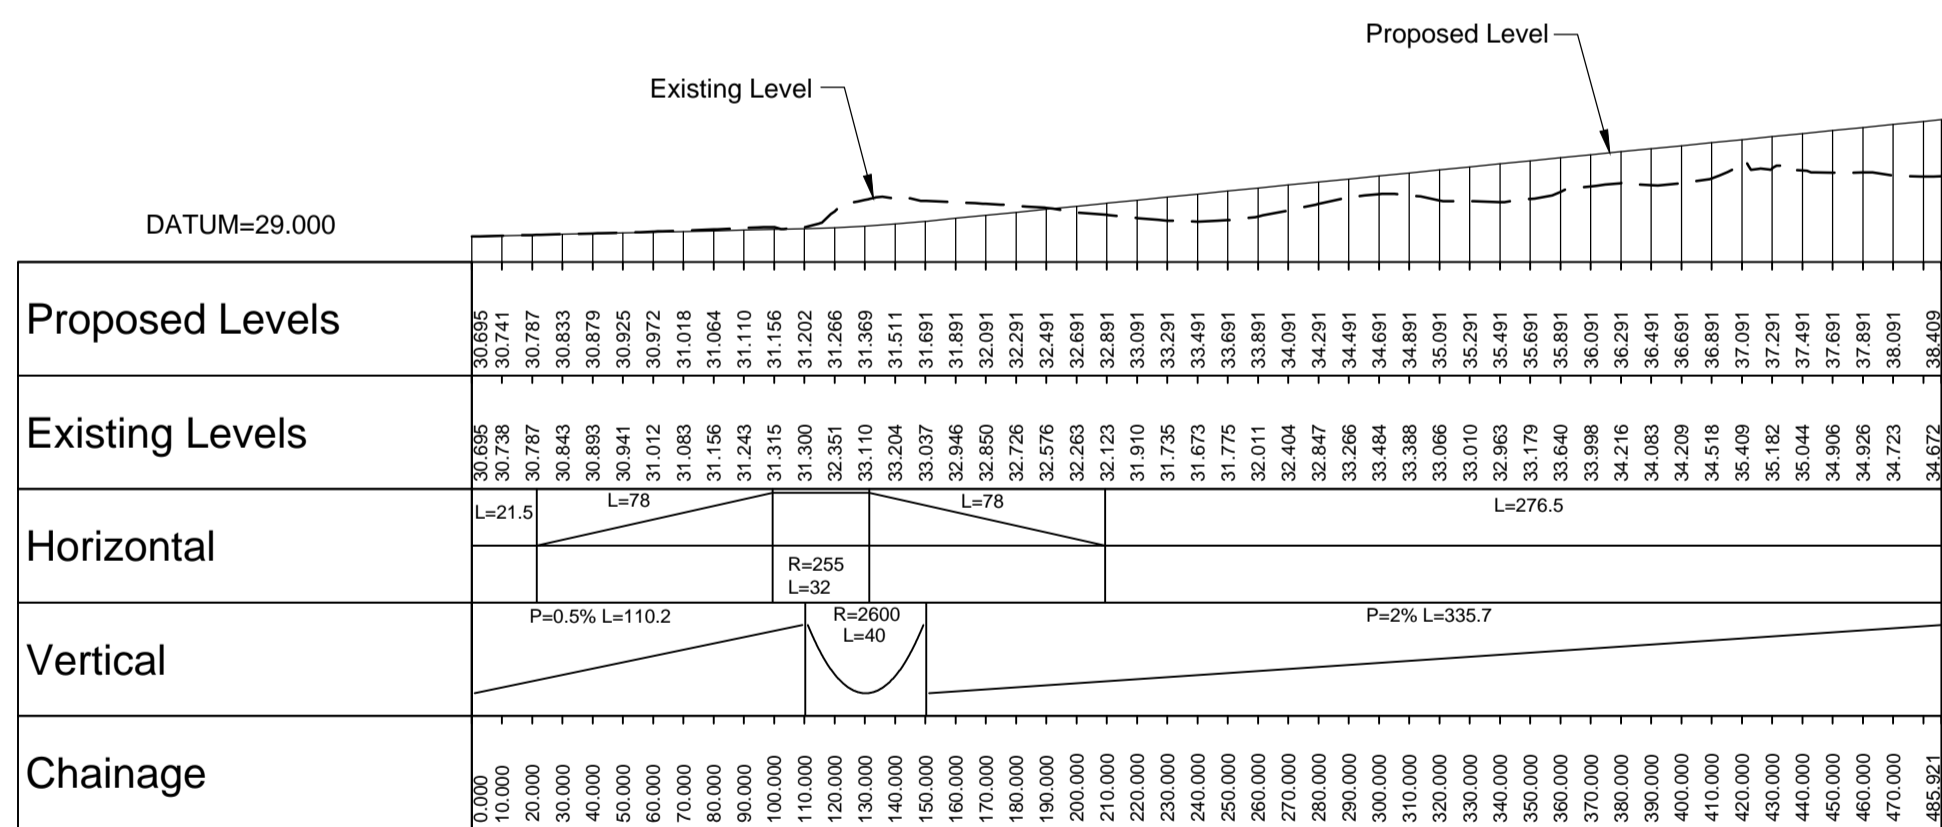 Proposed Level
Existing Level
DATUM=29.000
Proposed Levels
30.695 30.741 30.787 30.833 30.879 30.925 30.972 31.018 31.064 31.110 31.156 31.202 31.266 31.369 31.511 31.691 31.891 32.091 32.291 32.491 32.691 32.891 33.091 33.291 33.491 33.691 33.891 34.091 34.291 34.491 34.691 34.891 35.091 35.291 35.491 35.691 35.891 36.091 36.291 36.491 36.691 36.891 37.091 37.291 37.491 37.691 37.891 38.091 38.409
Existing Levels
30.695 30.738 30.787 30.843 30.893 30.941 31.012 31.083 31.156 31.243 31.315 31.300 32.351 33.110 33.204 33.037 32.946 32.850 32.726 32.576 32.263 32.123 31.910 31.735 31.673 31.775 32.011 32.404 32.847 33.266 33.484 33.388 33.066 33.010 32.963 33.179 33.640 33.998 34.216 34.083 34.209 34.518 35.409 35.182 35.044 34.906 34.926 34.723 34.672
Horizontal
L=21.5
L=78
R=255
L=32
L=78
L=276.5
Vertical
P=0.5% L=110.2
R=2600
L=40
P=2% L=335.7
Chainage
0.000 10.000 20.000 30.000 40.000 50.000 60.000 70.000 80.000 90.000 100.000 110.000 120.000 130.000 140.000 150.000 160.000 170.000 180.000 190.000 200.000 210.000 220.000 230.000 240.000 250.000 260.000 270.000 280.000 290.000 300.000 310.000 320.000 330.000 340.000 350.000 360.000 370.000 380.000 390.000 400.000 410.000 420.000 430.000 440.000 450.000 460.000 470.000 485.921